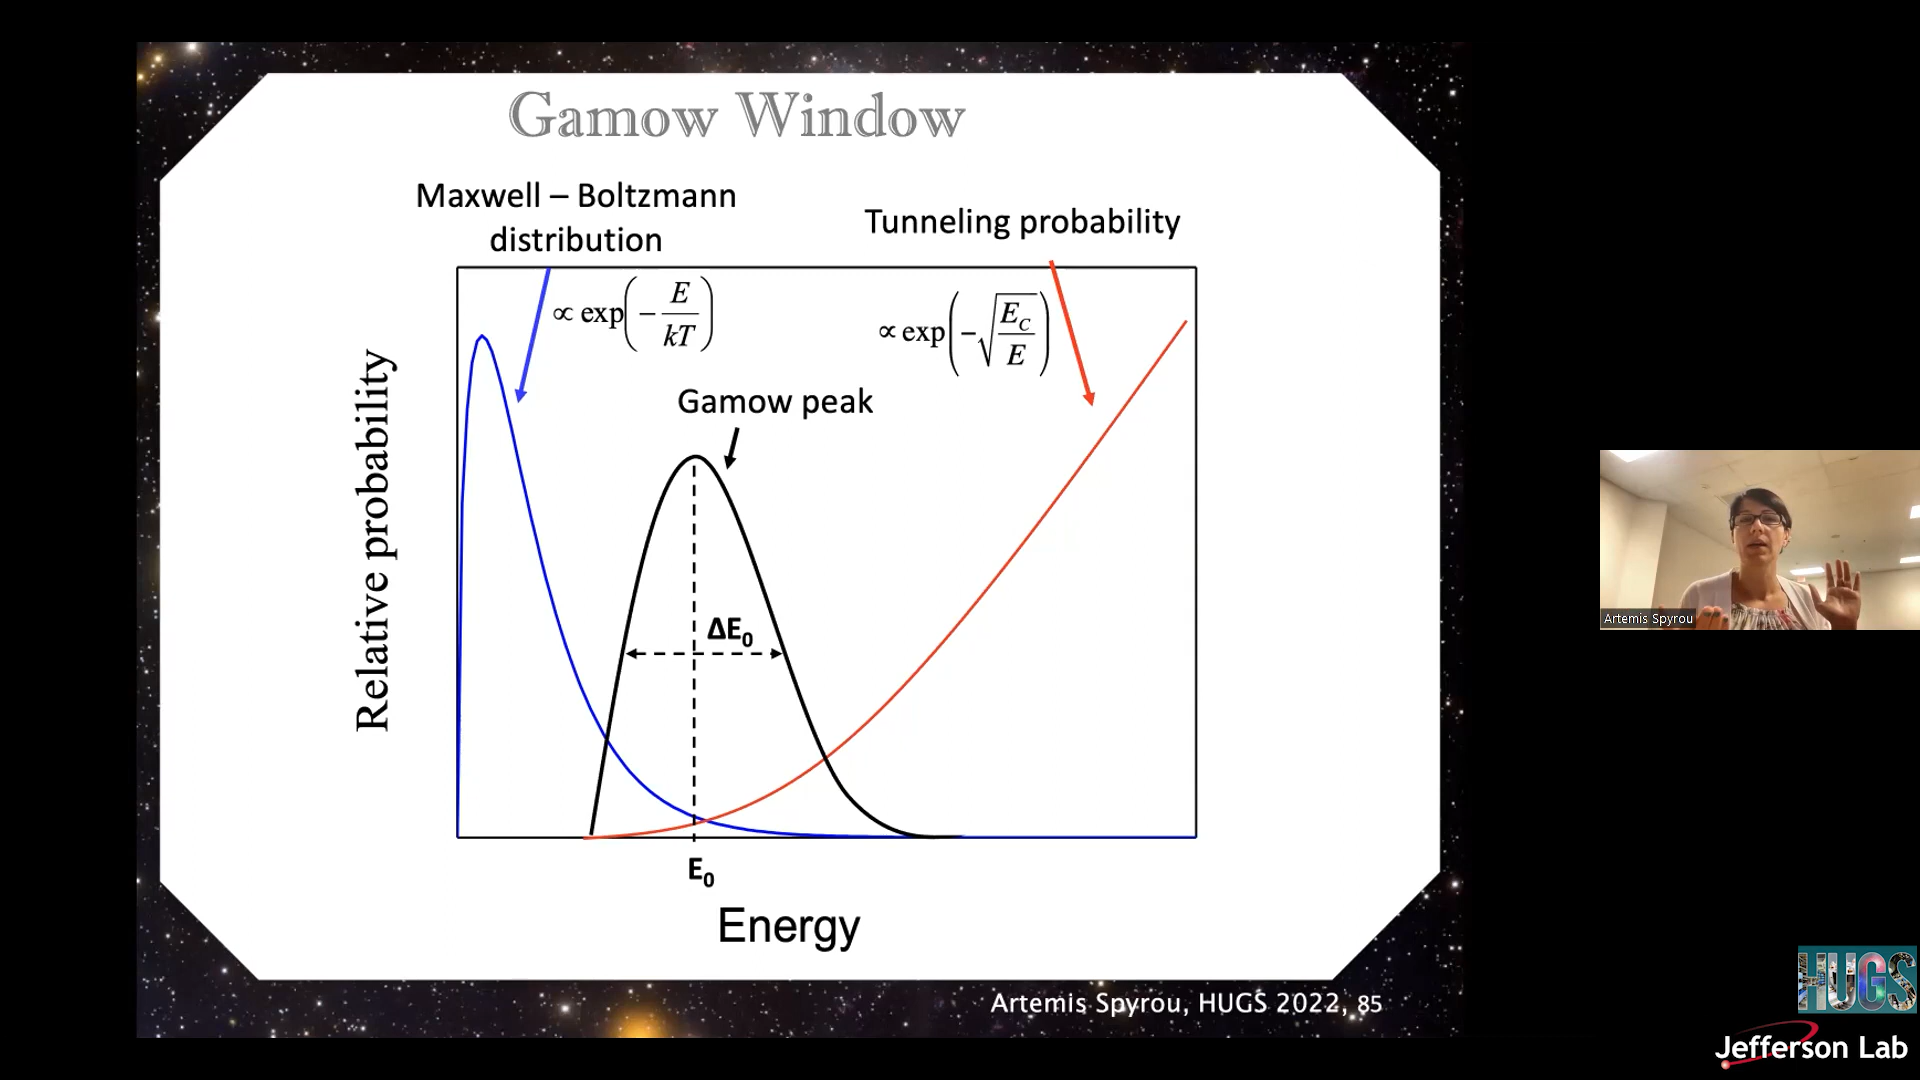 Gamow Window
Maxwell – Boltzmann
distribution
Tunneling probability
∝ exp(−E/kT)
∝ exp(−√(E_C/E))
Gamow peak
Relative probability
ΔE₀
E₀
Energy
Artemis Spyrou
Artemis Spyrou, HUGS 2022, 85
HUGS
Jefferson Lab